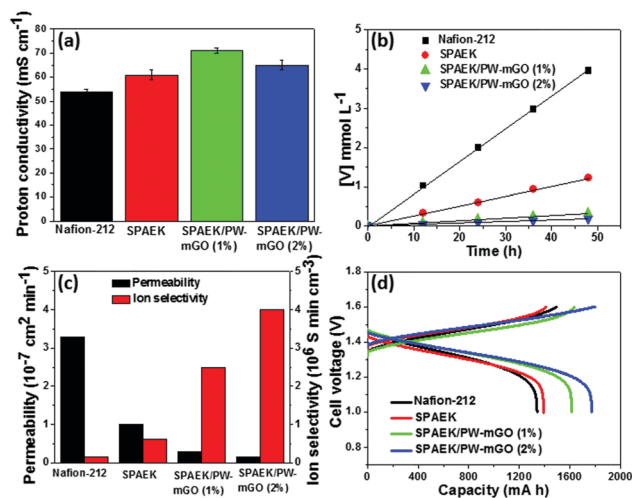 (a)
Proton conductivity (mS cm-1)
80
70
60
50
40
30
20
10
0
Nafion-212
SPAEK
SPAEK/PW-
mGO (1%)
SPAEK/PW-
mGO (2%)
(b)
Nafion-212
SPAEK
SPAEK/PW-mGO (1%)
SPAEK/PW-mGO (2%)
[V] mmol L-1
5
4
3
2
1
0
0 10 20 30 40 50
Time (h)
(c)
Permeability
Ion selectivity
Permeability (10-7 cm2 min-1)
5
4
3
2
1
0
Nafion-212
SPAEK
SPAEK/PW-
mGO (1%)
SPAEK/PW-
mGO (2%)
5
4
3
2
1
0
Ion selectivity (106 S min cm-3)
(d)
Cell voltage (V)
1.8
1.6
1.4
1.2
1.0
0.8
Nafion-212
SPAEK
SPAEK/PW-mGO (1%)
SPAEK/PW-mGO (2%)
0 400 800 1200 1600 2000
Capacity (mA h)